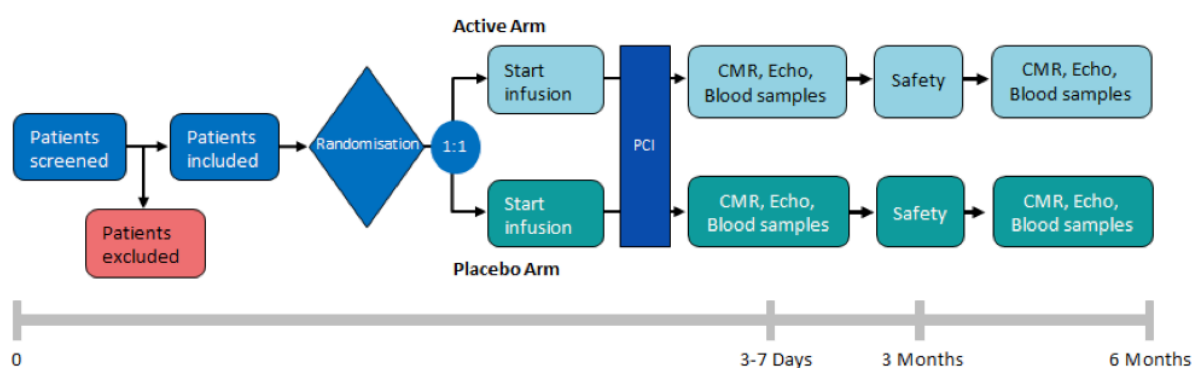 Active Arm
Start
infusion
CMR, Echo,
Blood samples
Safety
CMR, Echo,
Blood samples
Patients
screened
Patients
included
Randomisation
1:1
PCI
Patients
excluded
Start
infusion
CMR, Echo,
Blood samples
Safety
CMR, Echo,
Blood samples
Placebo Arm
0
3-7 Days
3 Months
6 Months